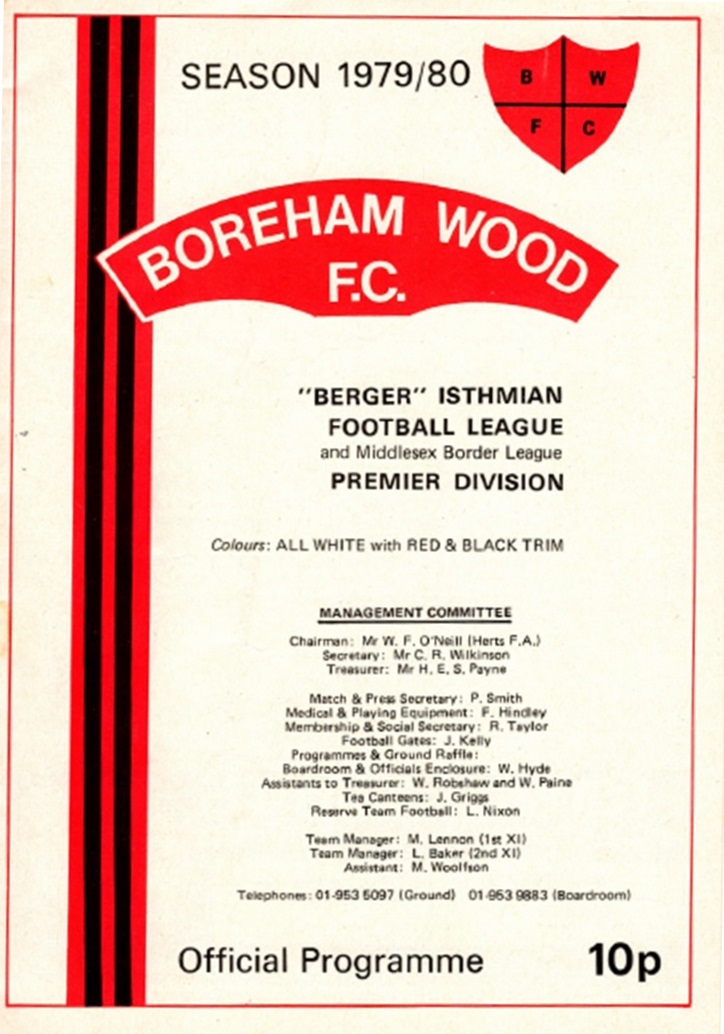 SEASON 1979/80
B W
F C
BOREHAM WOOD
F.C.
"BERGER" ISTHMIAN
FOOTBALL LEAGUE
and Middlesex Border League
PREMIER DIVISION
Colours: ALL WHITE with RED & BLACK TRIM
MANAGEMENT COMMITTEE
Chairman: Mr W. F. O'Neill (Herts F.A.)
Secretary: Mr C. R. Wilkinson
Treasurer: Mr H. E. S. Payne
Match & Press Secretary: P. Smith
Medical & Playing Equipment: F. Hindley
Membership & Social Secretary: R. Taylor
Football Gates: J. Kelly
Programmes & Ground Raffle:
Boardroom & Officials Enclosure: W. Hyde
Assistants to Treasurer: W. Robshaw and W. Paine
Tea Canteens: J. Griggs
Reserve Team Football: L. Nixon
Team Manager: M. Lennon (1st XI)
Team Manager: L. Baker (2nd XI)
Assistant: M. Woolfson
Telephones: 01-953 5097 (Ground) 01-953 9883 (Boardroom)
Official Programme 10p